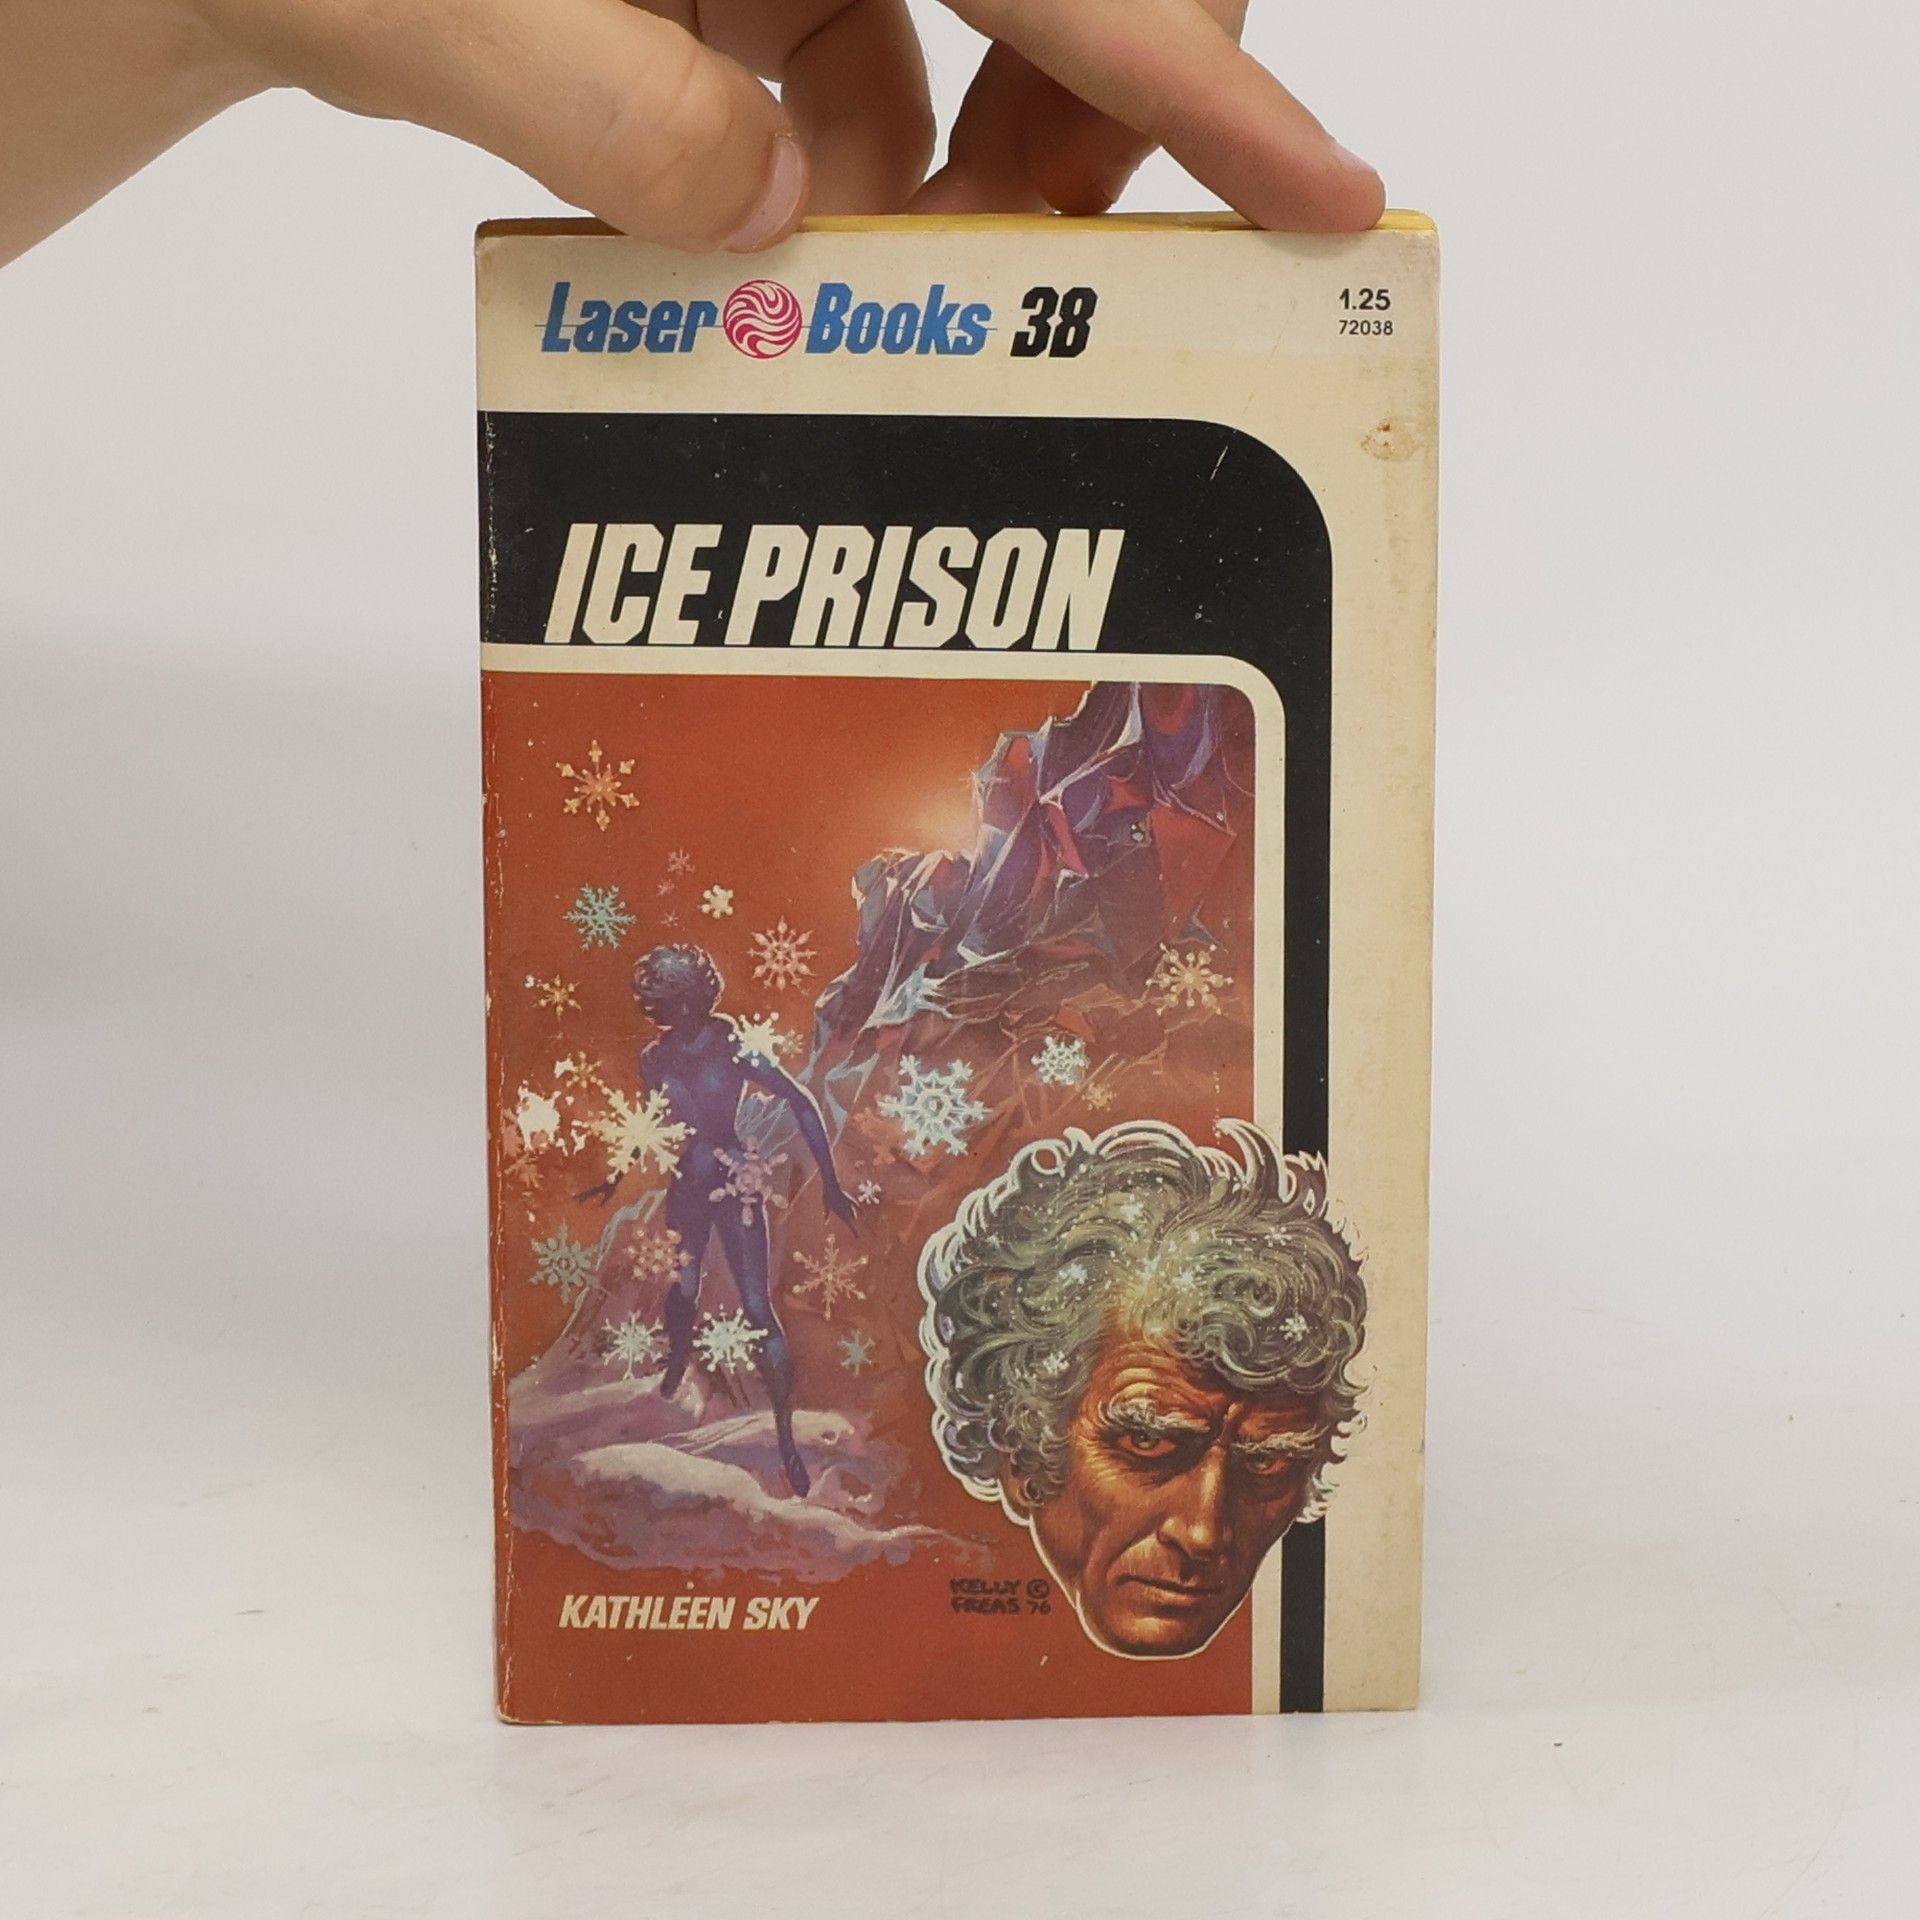 Laser Books 38
1.25
72038
ICE PRISON
KELLY ©
FREAS 76
KATHLEEN SKY